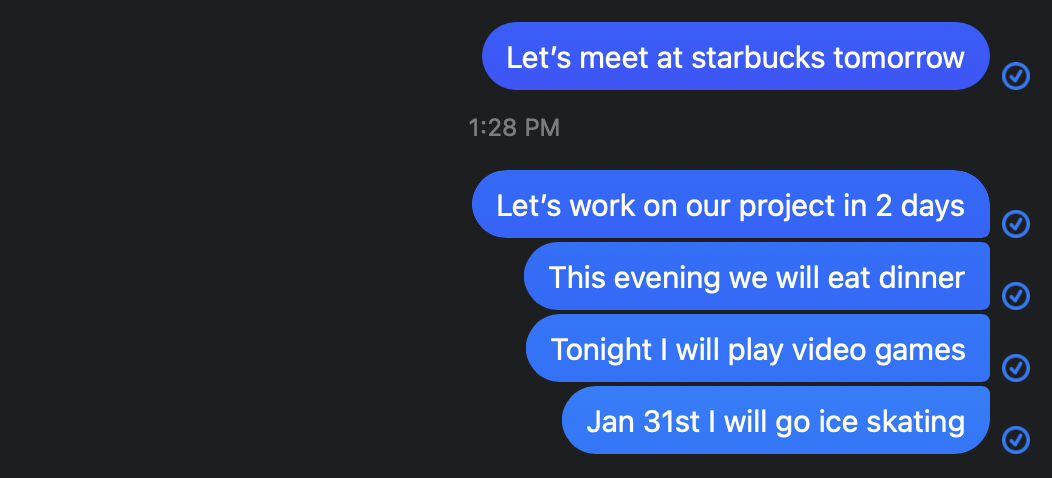 Let’s meet at starbucks tomorrow
1:28 PM
Let’s work on our project in 2 days
This evening we will eat dinner
Tonight I will play video games
Jan 31st I will go ice skating